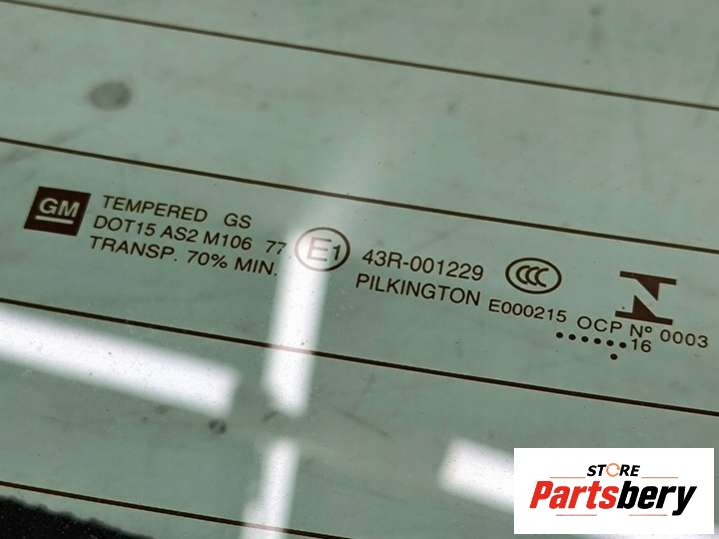 GM
TEMPERED GS
DOT15 AS2 M106 77
TRANSP. 70% MIN.
E1
43R-001229
PILKINGTON
CCC
E000215
N
OCP Nº 0003
......16
.
STORE
Partsbery